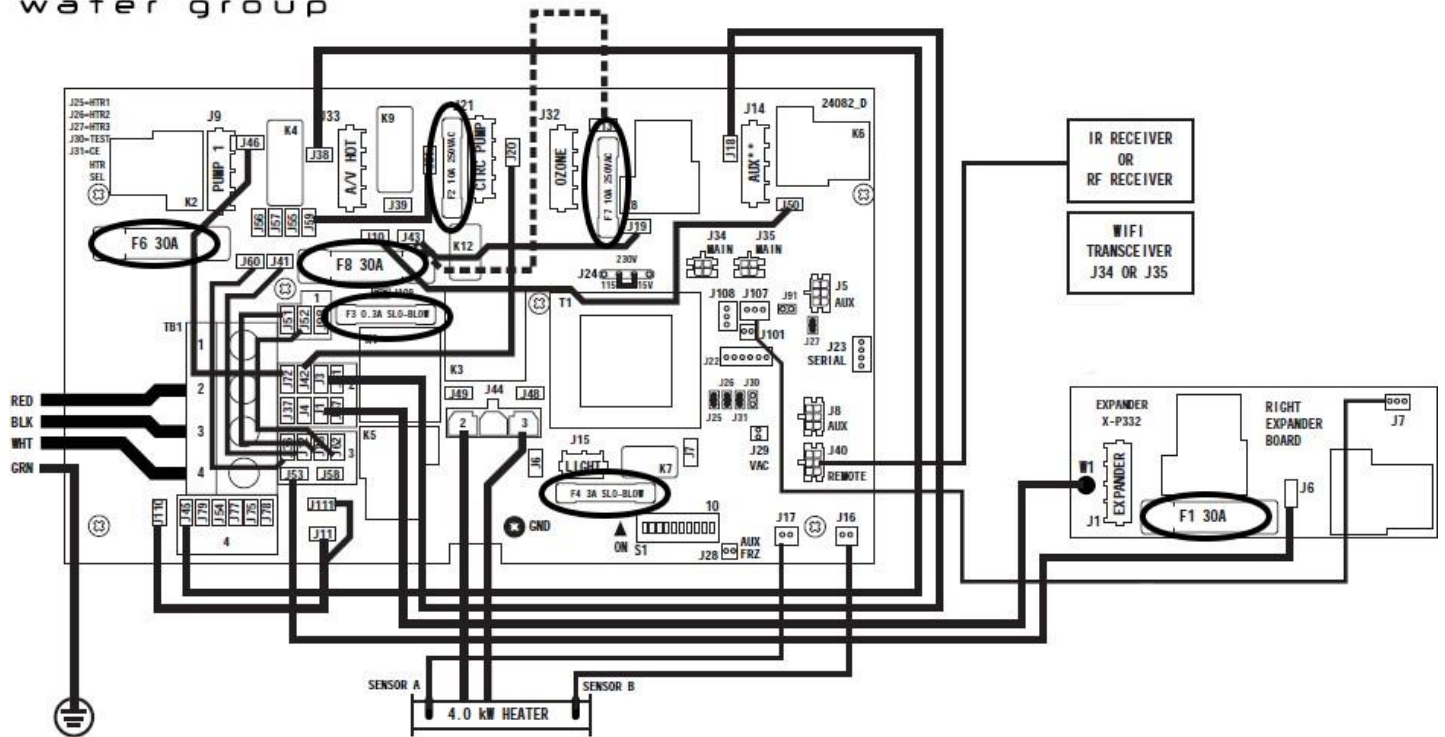 water group
J25=HTR1
J26=HTR2
J27=HTR3
J30=TEST
J31=CE
HTR
SEL
J9
PUMP 1
K2
J46
K4
J33
A/V HOT
J38
K9
J39
J21
F2 10A 250VAC
CIRC PUMP
J20
J32
OZONE
F7 10A 250VAC
J19
J18
J14
AUX**
24082_D
K6
J50
J56
J57
J55
J59
F6 30A
J10
J43
K12
F8 30A
J60
J41
F3 0.3A SLO-BLOW
J24
230V
J34
MAIN
J35
MAIN
J108
J107
J91
J5
AUX
J101
J27
J23
SERIAL
J22
J26
J30
J25
J31
J8
AUX
J29
VAC
J40
REMOTE
T1
K3
TB1
1
2
3
4
1
J51
J52
J72
J42
J3
2
J37
J4
3
J62
J53
J58
K5
J49
J44
J48
2
3
J6
J15
LIGHT
K7
J7
F4 3A SLO-BLOW
GND
ON
S1
10
J28
AUX
FRZ
J17
J16
J110
J45
J79
J54
J77
J75
J78
4
J111
J11
RED
BLK
WHT
GRN
SENSOR A
SENSOR B
4.0 kW HEATER
IR RECEIVER
OR
RF RECEIVER
WIFI
TRANSCEIVER
J34 OR J35
EXPANDER
X-P332
RIGHT
EXPANDER
BOARD
J7
W1
J1
EXPANDER
F1 30A
J6